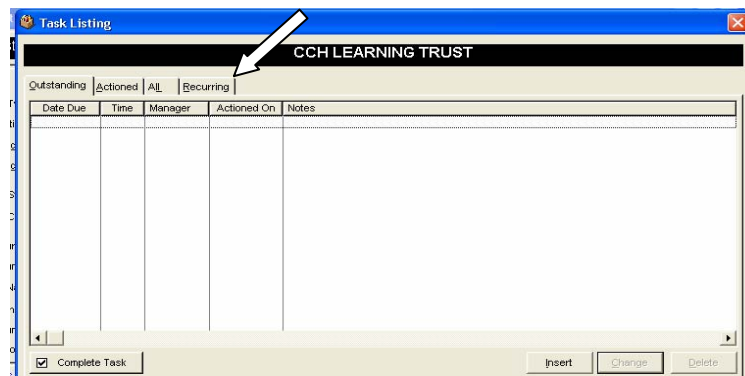 Task Listing
CCH LEARNING TRUST
Outstanding Actioned All Recurring
Date Due Time Manager Actioned On Notes
Complete Task Insert Change Delete